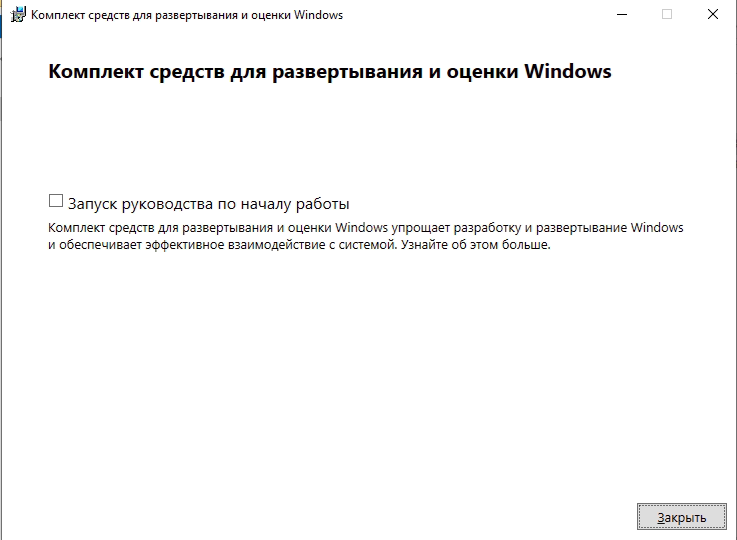 Комплект средств для развертывания и оценки Windows
Комплект средств для развертывания и оценки Windows
Запуск руководства по началу работы
Комплект средств для развертывания и оценки Windows упрощает разработку и развертывание Windows
и обеспечивает эффективное взаимодействие с системой. Узнайте об этом больше.
Закрыть